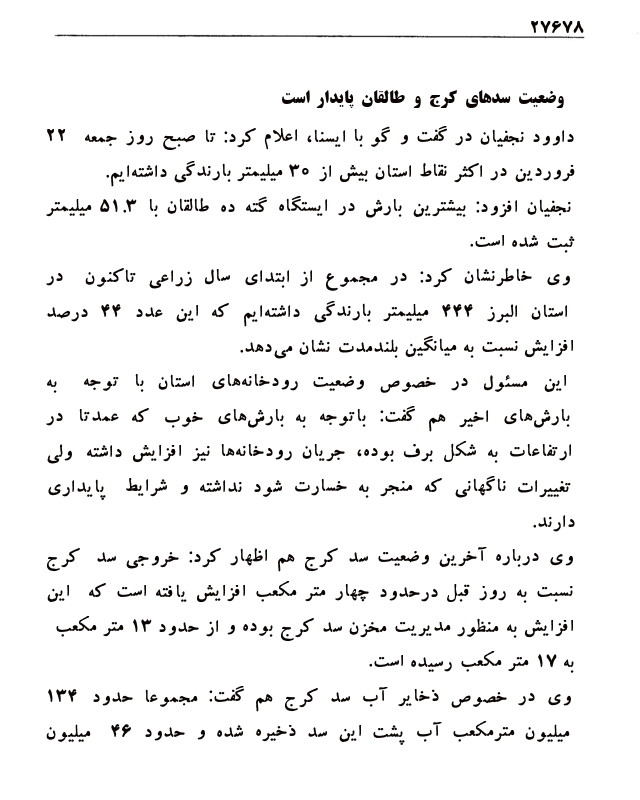 ۲۷۶۷۸
وضعیت سدهای کرج و طالقان پایدار است
داوود نجفیان در گفت و گو با ایسنا، اعلام کرد: تا صبح روز جمعه ۲۲
فروردین در اکثر نقاط استان بیش از ۳۰ میلیمتر بارندگی داشته‌ایم.
نجفیان افزود: بیشترین بارش در ایستگاه گته ده طالقان با ۵۱.۳ میلیمتر
ثبت شده است.
وی خاطرنشان کرد: در مجموع از ابتدای سال زراعی تاکنون در
استان البرز ۴۴۴ میلیمتر بارندگی داشته‌ایم که این عدد ۴۴ درصد
افزایش نسبت به میانگین بلندمدت نشان می‌دهد.
این مسئول در خصوص وضعیت رودخانه‌های استان با توجه به
بارش‌های اخیر هم گفت: باتوجه به بارش‌های خوب که عمدتا در
ارتفاعات به شکل برف بوده، جریان رودخانه‌ها نیز افزایش داشته ولی
تغییرات ناگهانی که منجر به خسارت شود نداشته و شرایط پایداری
دارند.
وی درباره آخرین وضعیت سد کرج هم اظهار کرد: خروجی سد کرج
نسبت به روز قبل درحدود چهار متر مکعب افزایش یافته است که این
افزایش به منظور مدیریت مخزن سد کرج بوده و از حدود ۱۳ متر مکعب
به ۱۷ متر مکعب رسیده است.
وی در خصوص ذخایر آب سد کرج هم گفت: مجموعا حدود ۱۳۴
میلیون مترمکعب آب پشت این سد ذخیره شده و حدود ۴۶ میلیون